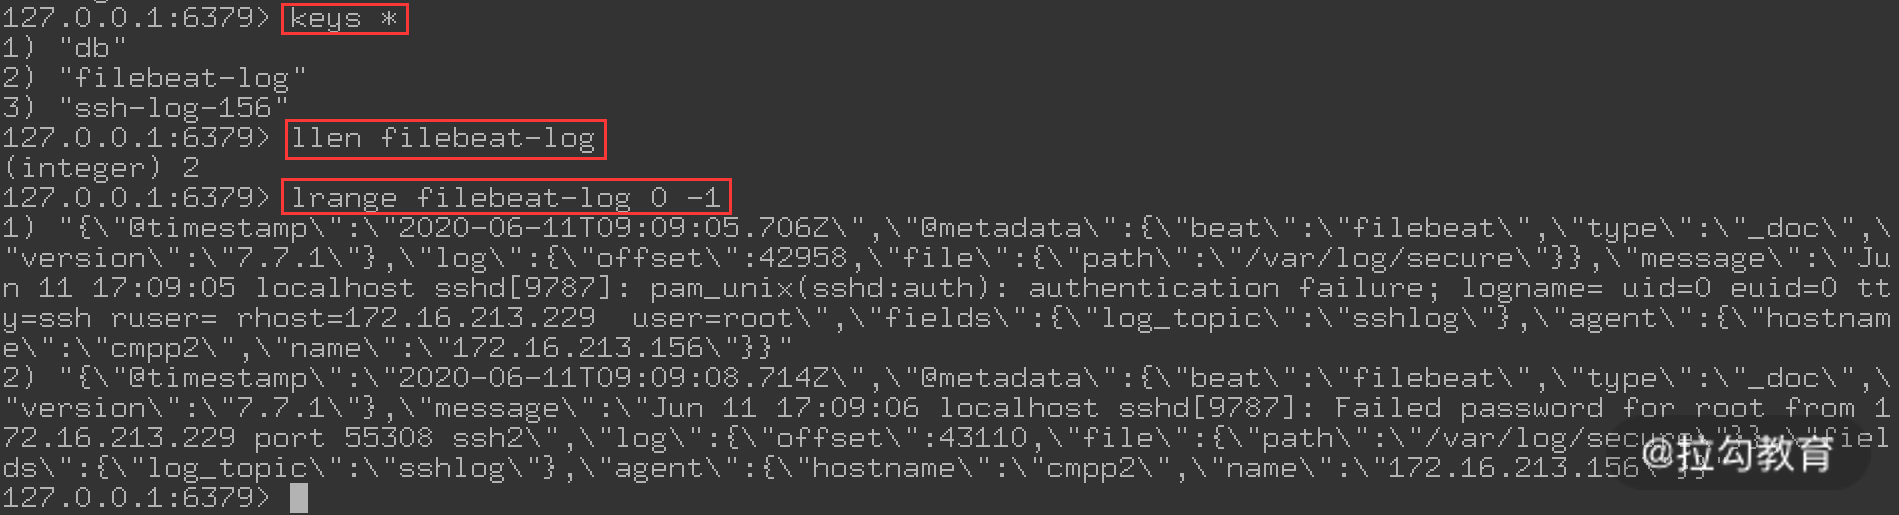 127.0.0.1:6379> keys *
1) "db"
2) "filebeat-log"
3) "ssh-log-156"
127.0.0.1:6379> llen filebeat-log
(integer) 2
127.0.0.1:6379> lrange filebeat-log 0 -1
1) "{\"@timestamp\":\"2020-06-11T09:09:05.706Z\",\"@metadata\":{\"beat\":\"filebeat\",\"type\":\"_doc\",\
"version\":\"7.7.1\"},\"log\":{\"offset\":42958,\"file\":{\"path\":\"/var/log/secure\"}},\"message\":\"Ju
n 11 17:09:05 localhost sshd[9787]: pam_unix(sshd:auth): authentication failure; logname= uid=0 euid=0 tt
y=ssh ruser= rhost=172.16.213.229  user=root\",\"fields\":{\"log_topic\":\"sshlog\"},\"agent\":{\"hostnam
e\":\"cmpp2\",\"name\":\"172.16.213.156\"}}"
2) "{\"@timestamp\":\"2020-06-11T09:09:08.714Z\",\"@metadata\":{\"beat\":\"filebeat\",\"type\":\"_doc\",\
"version\":\"7.7.1\"},\"message\":\"Jun 11 17:09:06 localhost sshd[9787]: Failed password for root from 1
72.16.213.229 port 55308 ssh2\",\"log\":{\"offset\":43110,\"file\":{\"path\":\"/var/log/secure\"}},\"fiel
ds\":{\"log_topic\":\"sshlog\"},\"agent\":{\"hostname\":\"cmpp2\",\"name\":\"172.16.213.156\"}}
@拉勾教育
127.0.0.1:6379>